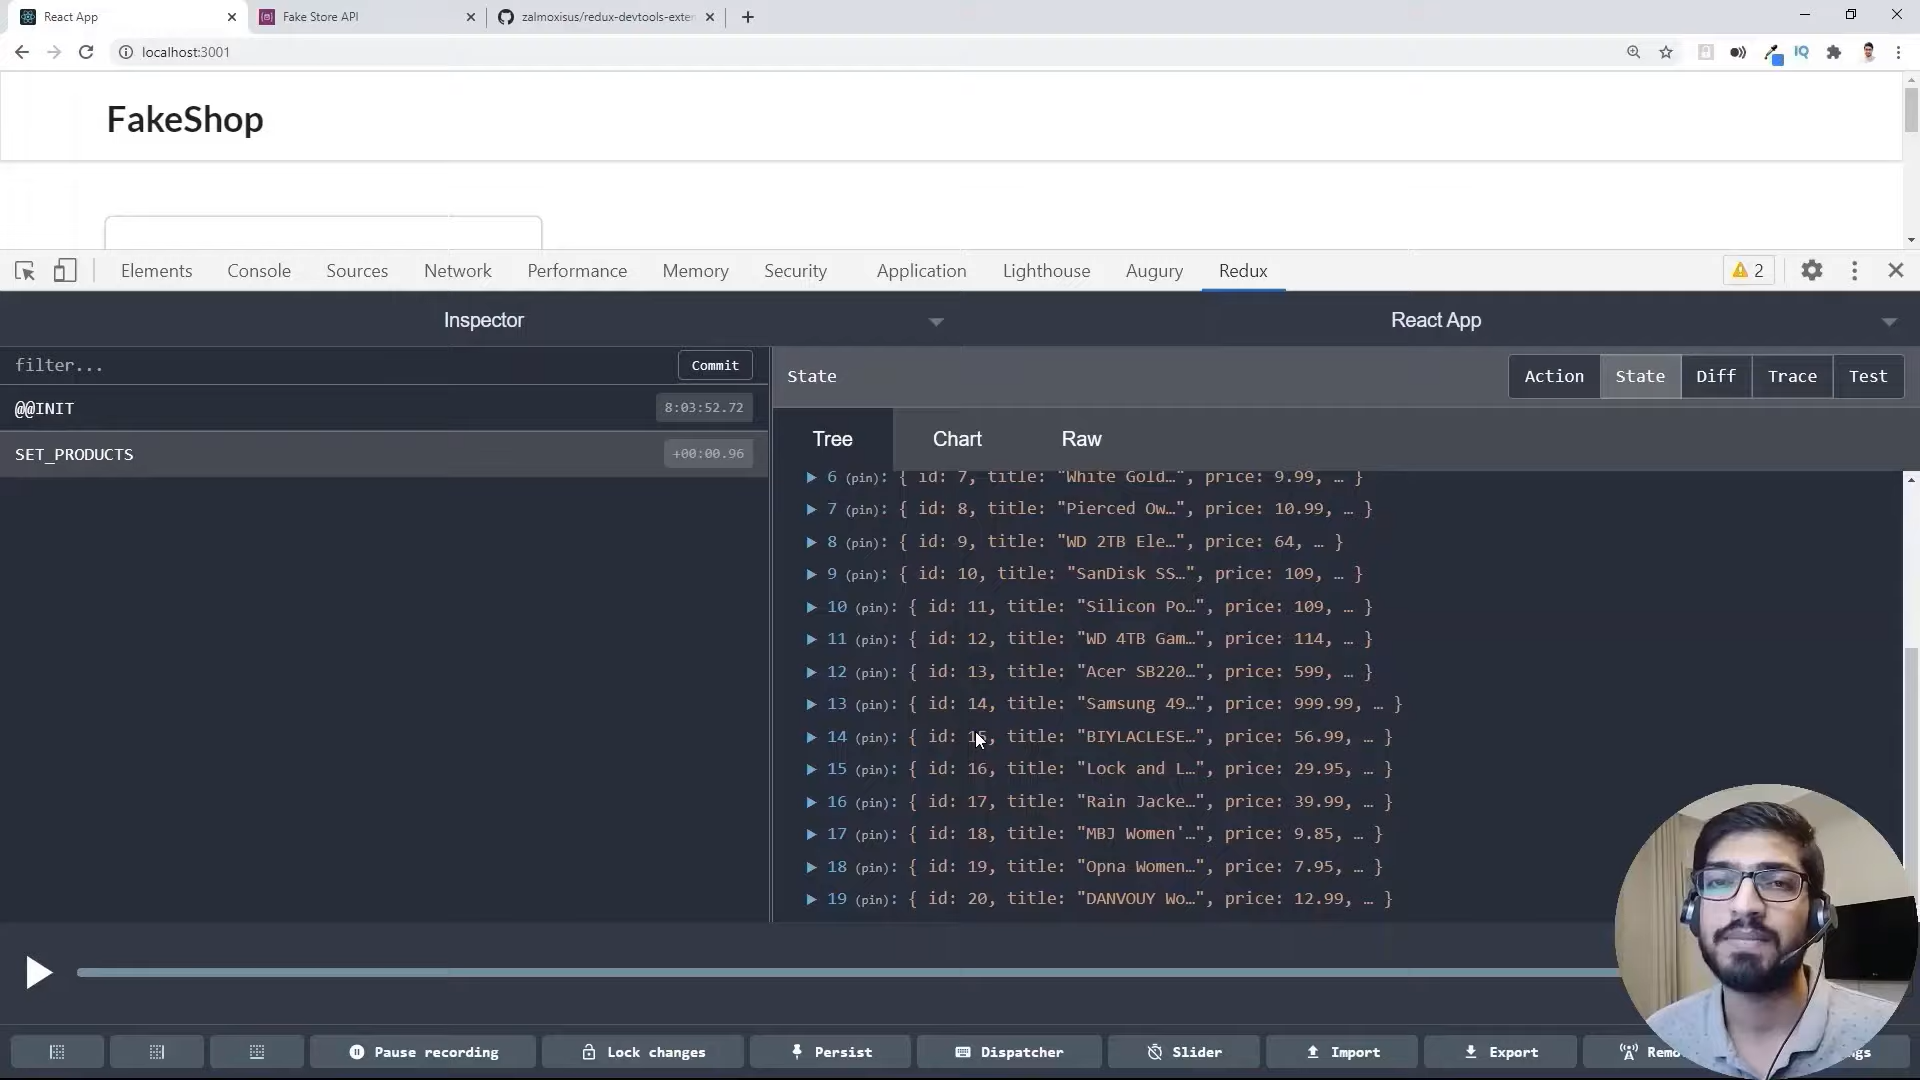 React App
Fake Store API
zalmoxisus/redux-devtools-exten
localhost:3001
IQ
FakeShop
Elements
Console
Sources
Network
Performance
Memory
Security
Application
Lighthouse
Augury
Redux
2
Inspector
React App
filter...
Commit
@@INIT
8:03:52.72
SET_PRODUCTS
+00:00.96
State
Action
State
Diff
Trace
Test
Tree
Chart
Raw
6 (pin): { id: 7, title: "White Gold…", price: 9.99, … }
7 (pin): { id: 8, title: "Pierced Ow…", price: 10.99, … }
8 (pin): { id: 9, title: "WD 2TB Ele…", price: 64, … }
9 (pin): { id: 10, title: "SanDisk SS…", price: 109, … }
10 (pin): { id: 11, title: "Silicon Po…", price: 109, … }
11 (pin): { id: 12, title: "WD 4TB Gam…", price: 114, … }
12 (pin): { id: 13, title: "Acer SB220…", price: 599, … }
13 (pin): { id: 14, title: "Samsung 49…", price: 999.99, … }
14 (pin): { id: 15, title: "BIYLACLESE…", price: 56.99, … }
15 (pin): { id: 16, title: "Lock and L…", price: 29.95, … }
16 (pin): { id: 17, title: "Rain Jacke…", price: 39.99, … }
17 (pin): { id: 18, title: "MBJ Women'…", price: 9.85, … }
18 (pin): { id: 19, title: "Opna Women…", price: 7.95, … }
19 (pin): { id: 20, title: "DANVOUY Wo…", price: 12.99, … }
Pause recording
Lock changes
Persist
Dispatcher
Slider
Import
Export
Remo
gs